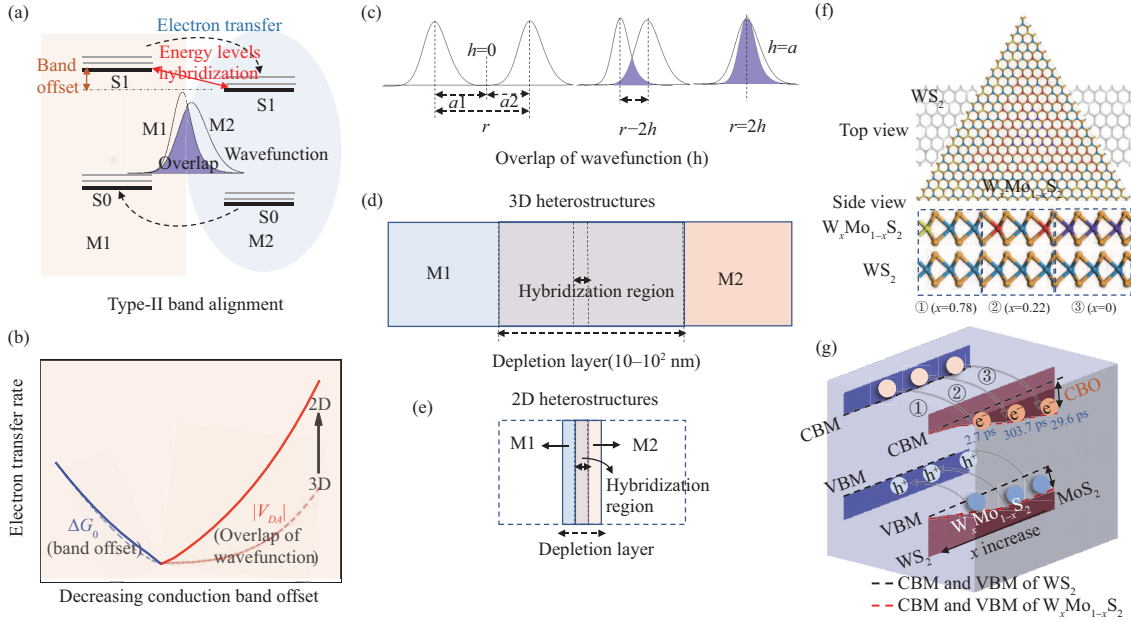 (a)
Electron transfer
Energy levels
hybridization
Band
offset
S1
S1
M1
M2
Overlap
Wavefunction
S0
S0
M1
M2
Type-II band alignment
(b)
Electron transfer rate
2D
3D
ΔG₀
(band offset)
|V_DA|
(Overlap of
wavefunction)
Decreasing conduction band offset
(c)
h=0
h=a
a1
a2
r
r−2h
r=2h
Overlap of wavefunction (h)
(d)
3D heterostructures
M1
Hybridization region
M2
Depletion layer(10–10² nm)
(e)
2D heterostructures
M1
M2
Hybridization
region
Depletion layer
(f)
WS₂
Top view
WₓMo₁₋ₓS₂
Side view
WₓMo₁₋ₓS₂
WS₂
① (x=0.78)
② (x=0.22)
③ (x=0)
(g)
①
②
③
CBO
CBM
CBM
e⁻
e⁻
e⁻
2.7 ps
303.7 ps
29.6 ps
VBM
h⁺
h⁺
h⁺
VBM
MoS₂
WₓMo₁₋ₓS₂
WS₂
x increase
CBM and VBM of WS₂
CBM and VBM of WₓMo₁₋ₓS₂